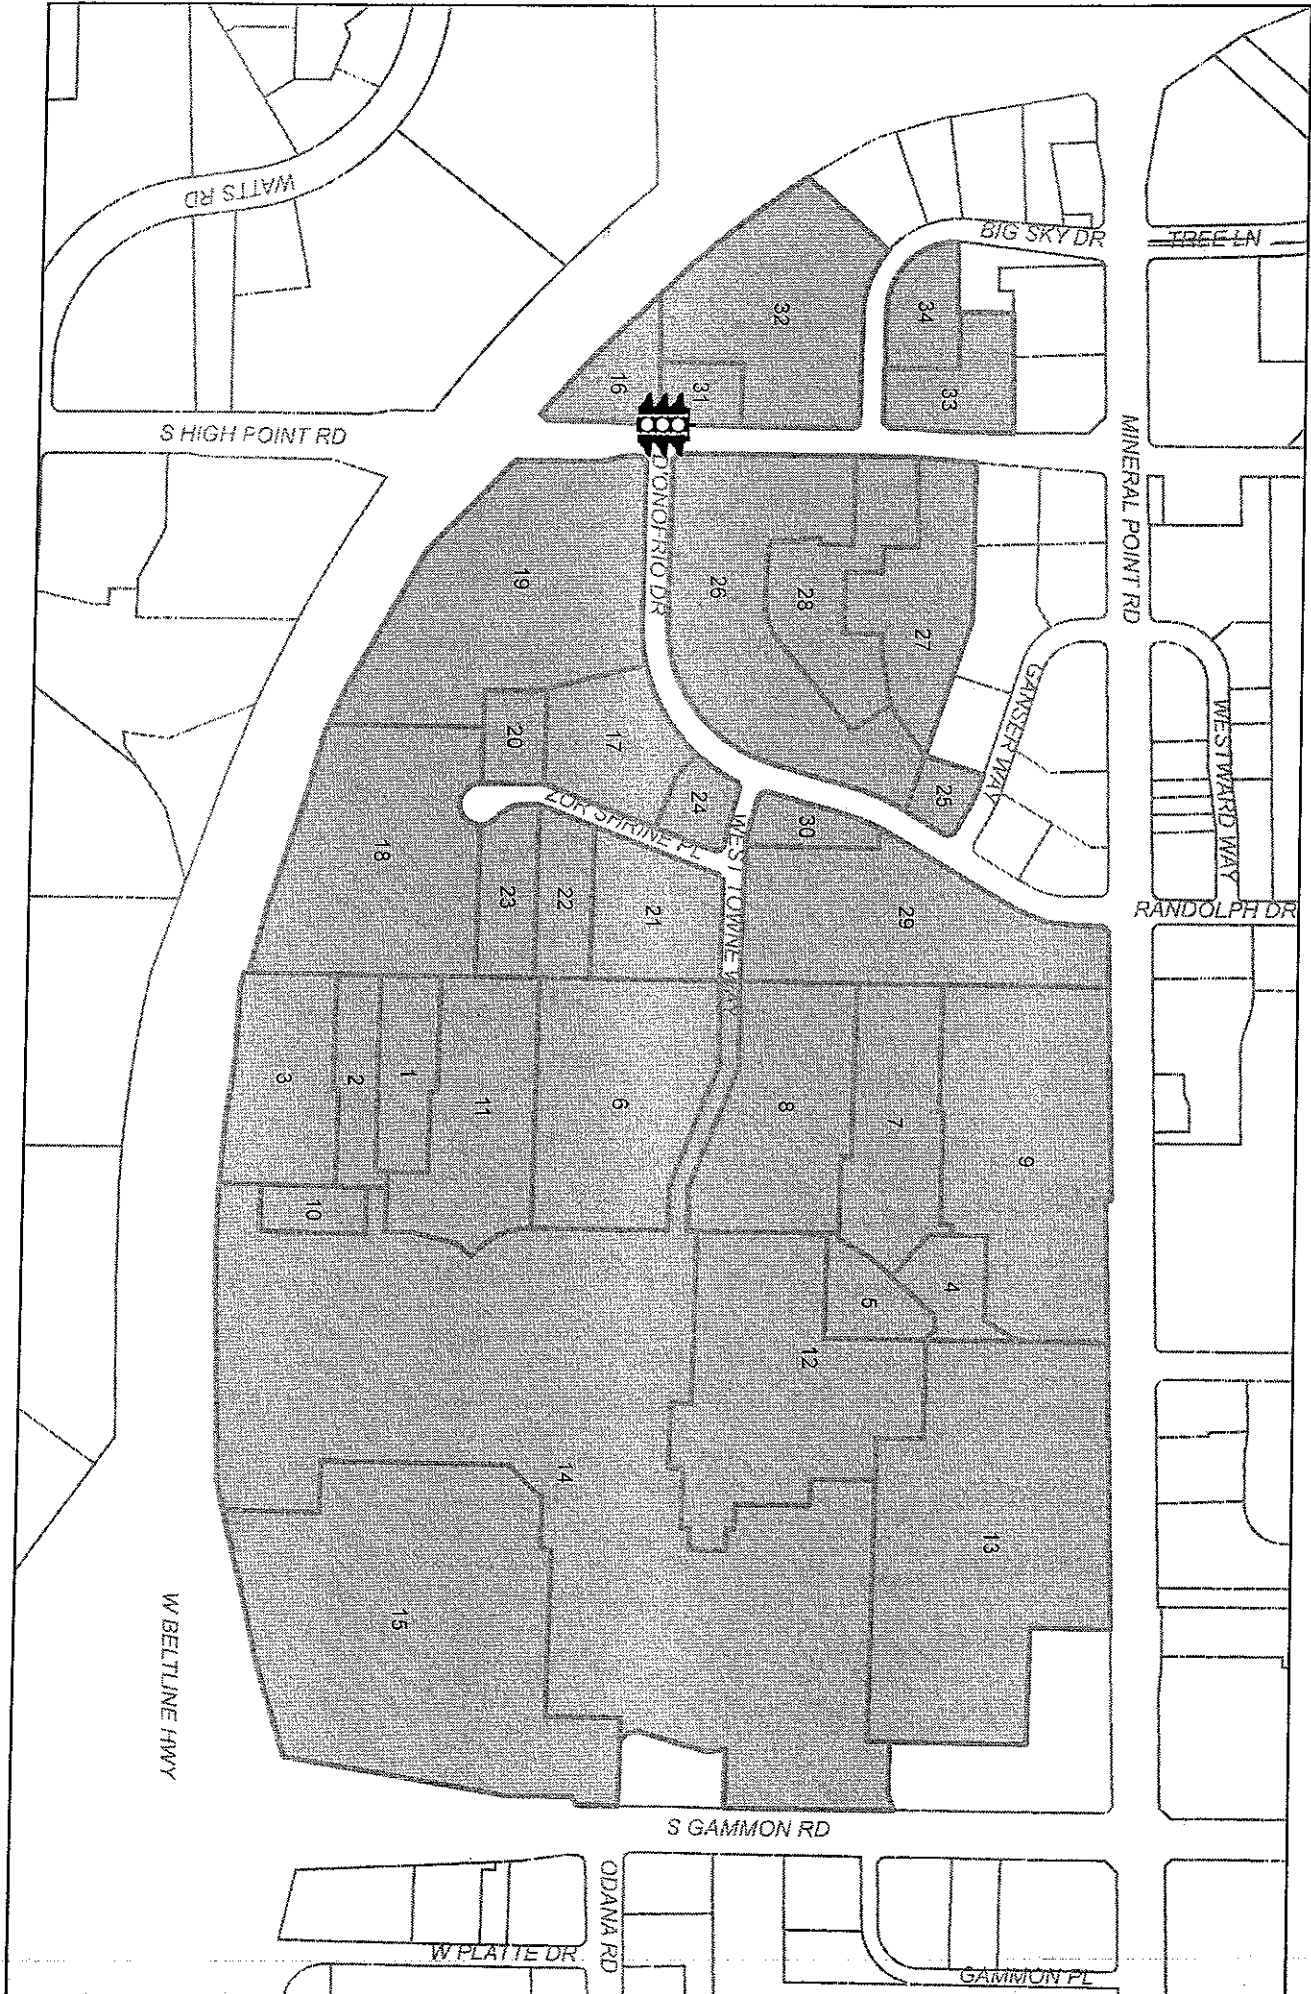 WATTS RD
BIG SKY DR
TREE LN
32
34
16
31
33
S HIGH POINT RD
MINERAL POINT RD
D'ONOFRIO DR
19
26
28
27
GANSER WAY
WESTWARD WAY
20
17
24
25
ZOR SHRINE PL
WEST TOWNE WAY
30
18
23
22
21
29
RANDOLPH DR
3
2
1
11
6
8
7
9
10
5
4
12
14
13
15
W BELTLINE HWY
S GAMMON RD
ODANA RD
W PLATTE DR
GAMMON PL